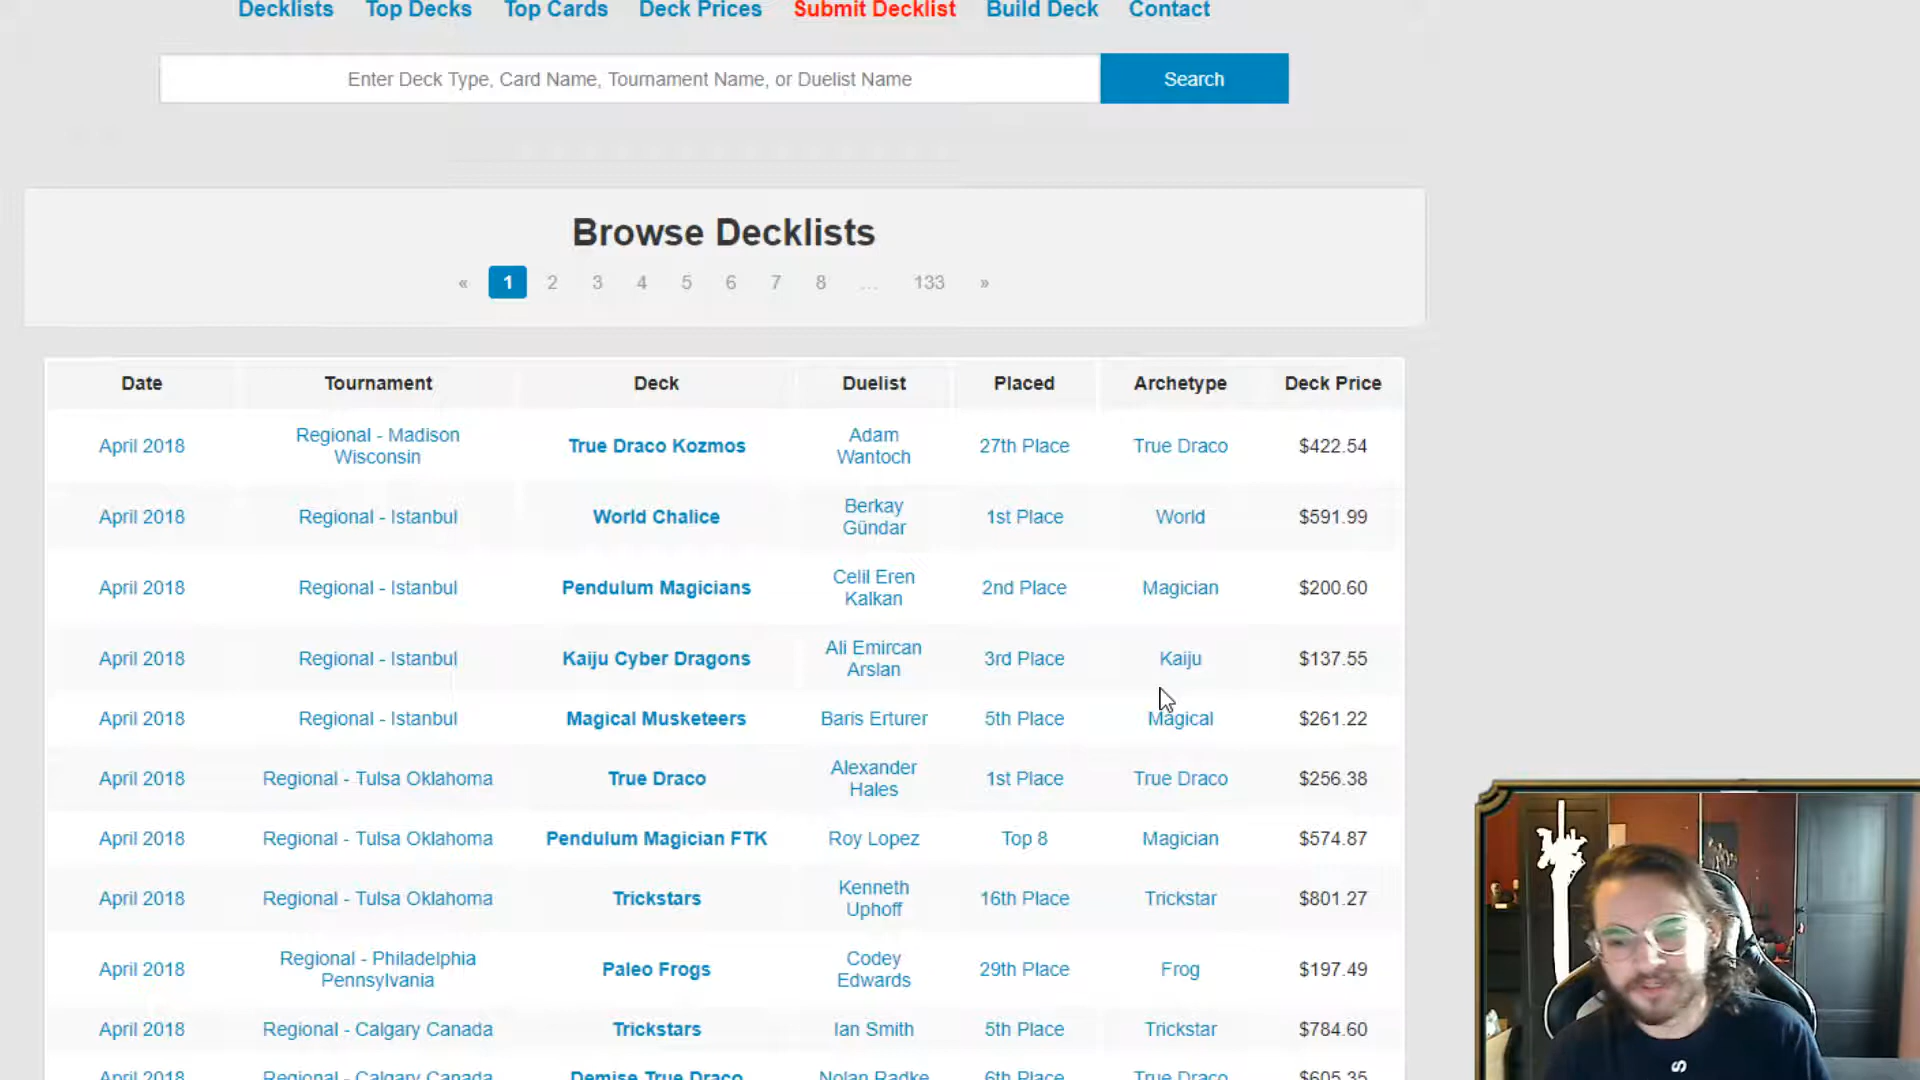 Decklists Top Decks Top Cards Deck Prices Submit Decklist Build Deck Contact
Enter Deck Type, Card Name, Tournament Name, or Duelist Name Search
Browse Decklists
« 1 2 3 4 5 6 7 8 ... 133 »
Date Tournament Deck Duelist Placed Archetype Deck Price
April 2018 Regional - Madison Wisconsin True Draco Kozmos Adam Wantoch 27th Place True Draco $422.54
April 2018 Regional - Istanbul World Chalice Berkay Gündar 1st Place World $591.99
April 2018 Regional - Istanbul Pendulum Magicians Celil Eren Kalkan 2nd Place Magician $200.60
April 2018 Regional - Istanbul Kaiju Cyber Dragons Ali Emircan Arslan 3rd Place Kaiju $137.55
April 2018 Regional - Istanbul Magical Musketeers Baris Erturer 5th Place Magical $261.22
April 2018 Regional - Tulsa Oklahoma True Draco Alexander Hales 1st Place True Draco $256.38
April 2018 Regional - Tulsa Oklahoma Pendulum Magician FTK Roy Lopez Top 8 Magician $574.87
April 2018 Regional - Tulsa Oklahoma Trickstars Kenneth Uphoff 16th Place Trickstar $801.27
April 2018 Regional - Philadelphia Pennsylvania Paleo Frogs Codey Edwards 29th Place Frog $197.49
April 2018 Regional - Calgary Canada Trickstars Ian Smith 5th Place Trickstar $784.60
April 2018 Regional - Calgary Canada Demise True Draco Nolan Radke 6th Place True Draco $605.35